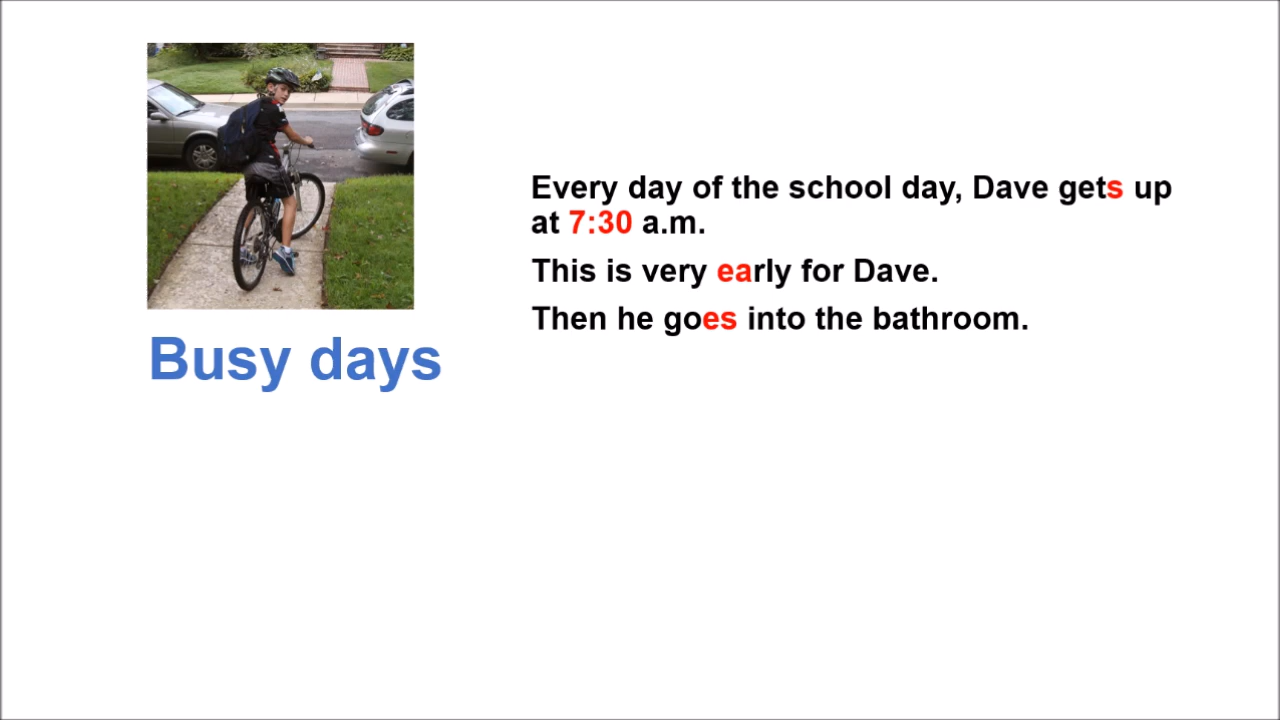 Every day of the school day, Dave gets up
at 7:30 a.m.
This is very early for Dave.
Then he goes into the bathroom.
Busy days